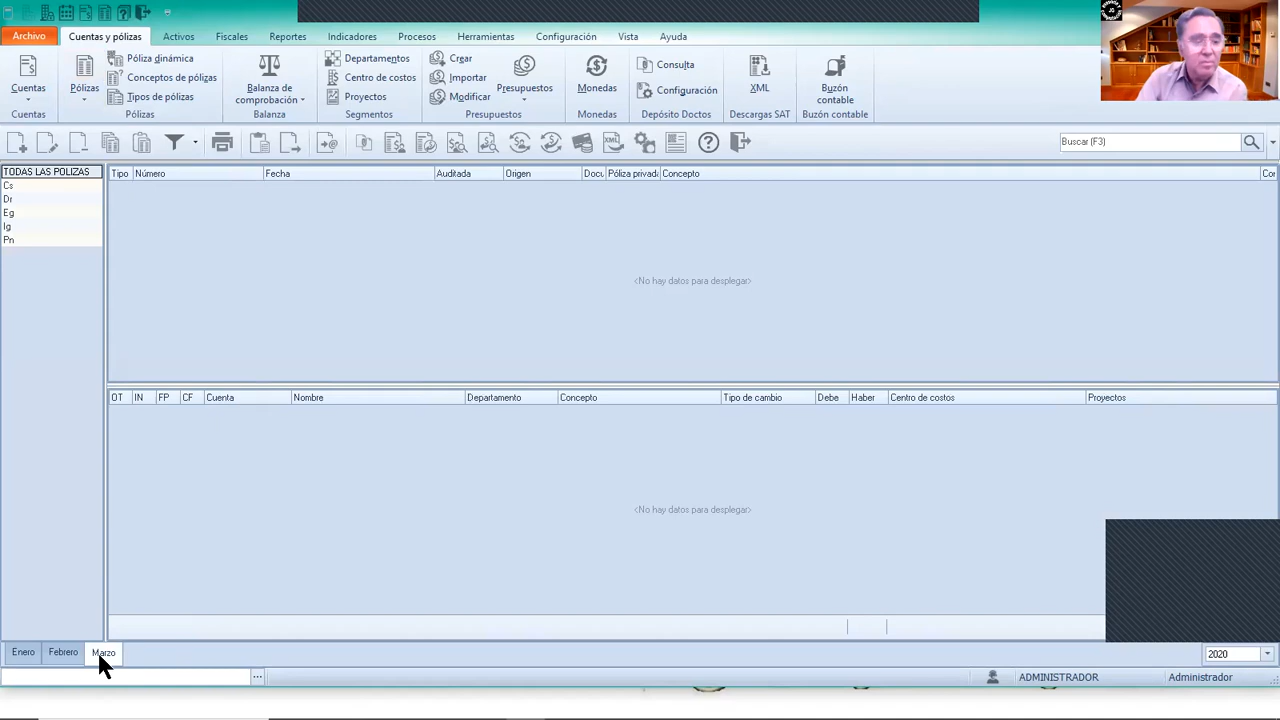 Archivo Cuentas y pólizas Activos Fiscales Reportes Indicadores Procesos Herramientas Configuración Vista Ayuda
Cuentas
Cuentas
Pólizas
Póliza dinámica
Conceptos de pólizas
Tipos de pólizas
Pólizas
Balanza de
comprobación
Balanza
Departamentos
Centro de costos
Proyectos
Segmentos
Crear
Importar
Modificar
Presupuestos
Presupuestos
Monedas
Monedas
Consulta
Configuración
Depósito Doctos
XML
Descargas SAT
Buzón
contable
Buzón contable
Buscar (F3)
TODAS LAS POLIZAS
Cs
Dr
Eg
Ig
Pn
Tipo Número Fecha Auditada Origen Docu Póliza privada Concepto Cor
<No hay datos para desplegar>
OT IN FP CF Cuenta Nombre Departamento Concepto Tipo de cambio Debe Haber Centro de costos Proyectos
<No hay datos para desplegar>
Enero Febrero Marzo 2020
ADMINISTRADOR Administrador